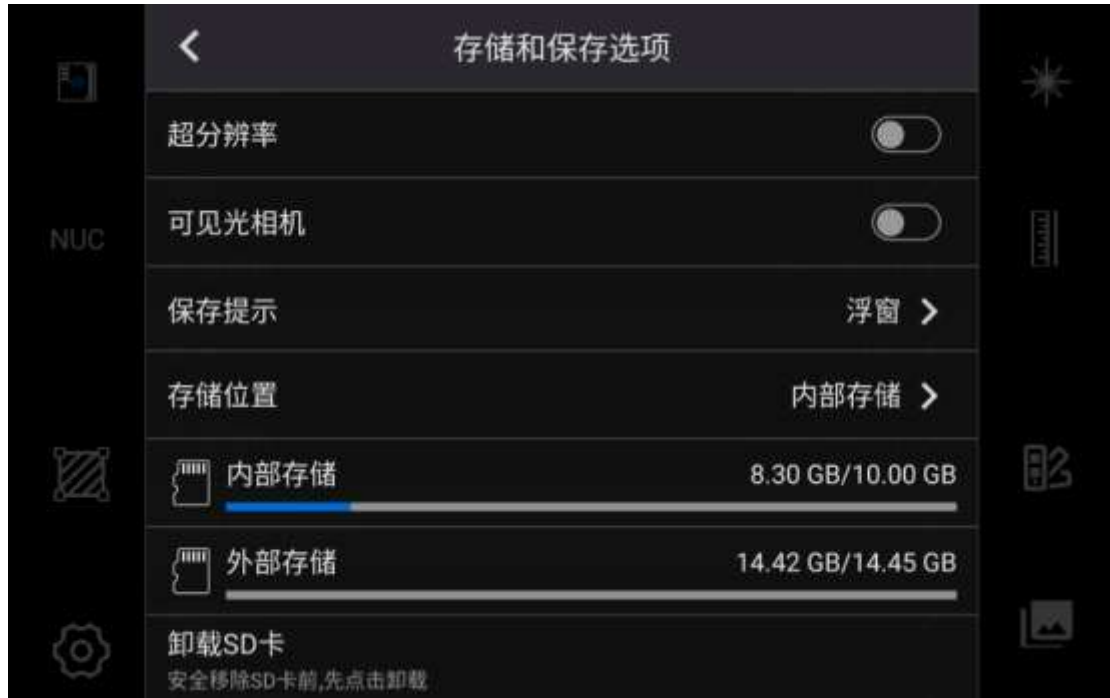 存储和保存选项
超分辨率
NUC
可见光相机
保存提示 浮窗
存储位置 内部存储
内部存储 8.30 GB/10.00 GB
外部存储 14.42 GB/14.45 GB
卸载SD卡
安全移除SD卡前,先点击卸载